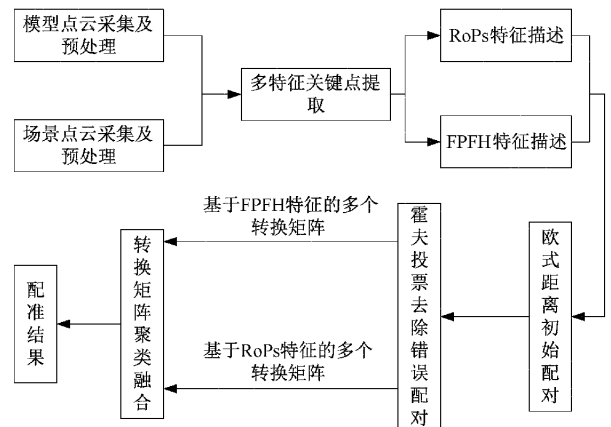 模型点云采集及
预处理
场景点云采集及
预处理
多特征关键点提
取
RoPs特征描述
FPFH特征描述
欧式距离初始配对
霍夫投票去除错误配对
基于FPFH特征的多个
转换矩阵
基于RoPs特征的多个
转换矩阵
转换矩阵聚类融合
配准结果